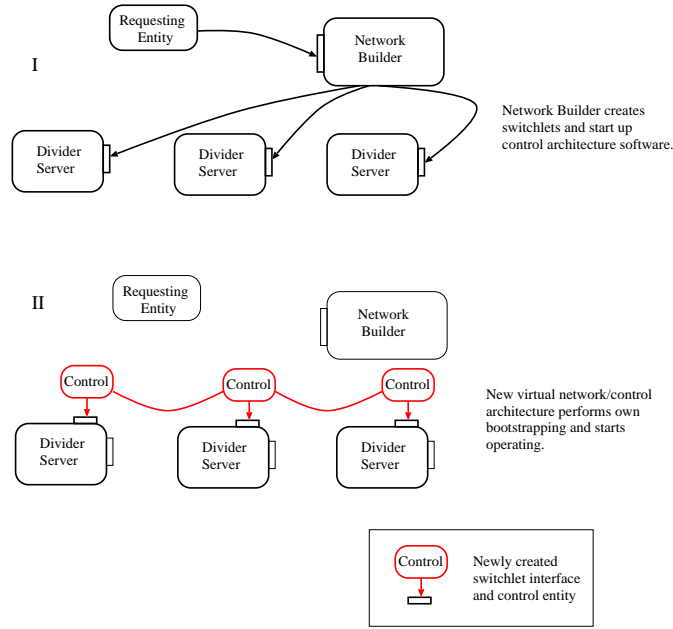 Requesting
Entity
Network
Builder
I
Network Builder creates
switchlets and start up
control architecture software.
Divider
Server
Divider
Server
Divider
Server
Requesting
Entity
II
Network
Builder
Control
Control
Control
New virtual network/control
architecture performs own
bootstrapping and starts
operating.
Divider
Server
Divider
Server
Divider
Server
Control
Newly created
switchlet interface
and control entity